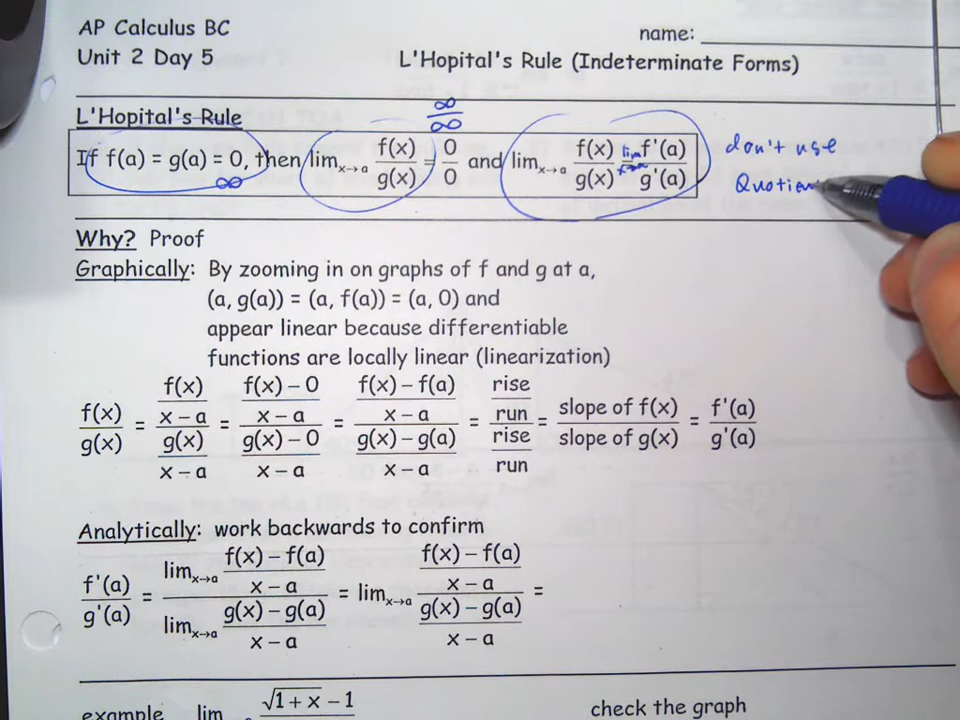 AP Calculus BC
name:
Unit 2 Day 5
L'Hopital's Rule (Indeterminate Forms)
L'Hopital's Rule
∞/∞
If f(a) = g(a) = 0, then lim x→a f(x)/g(x) = 0/0 and lim x→a f(x)/g(x) = lim x→a f'(a)/g'(a)
∞
don't use
Quotien
Why? Proof
Graphically: By zooming in on graphs of f and g at a,
(a, g(a)) = (a, f(a)) = (a, 0) and
appear linear because differentiable
functions are locally linear (linearization)
f(x)/g(x) = (f(x)/(x – a))/(g(x)/(x – a)) = ((f(x) – 0)/(x – a))/((g(x) – 0)/(x – a)) = ((f(x) – f(a))/(x – a))/((g(x) – g(a))/(x – a)) = (rise/run)/(rise/run) = slope of f(x)/slope of g(x) = f'(a)/g'(a)
Analytically: work backwards to confirm
f'(a)/g'(a) = (lim x→a (f(x) – f(a))/(x – a))/(lim x→a (g(x) – g(a))/(x – a)) = lim x→a ((f(x) – f(a))/(x – a))/((g(x) – g(a))/(x – a)) =
example lim √1 + x – 1
check the graph